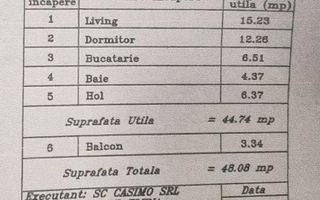 incapere utila (mp)
1 Living 15.23
2 Dormitor 12.26
3 Bucatarie 6.51
4 Baie 4.37
5 Hol 6.37
Suprafata Utila = 44.74 mp
6 Balcon 3.34
Suprafata Totala = 48.08 mp
Executant: SC CASIMO SRL Data